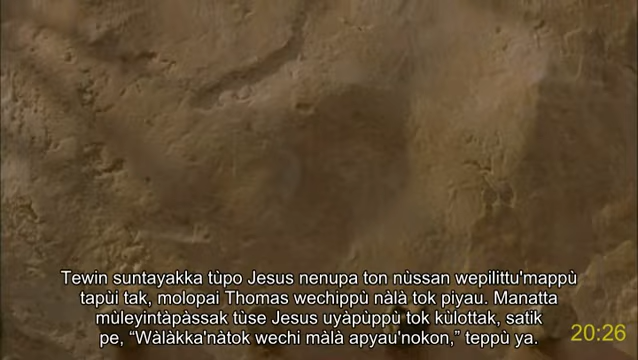 Tewin suntayakka tùpo Jesus nenupa ton nùssan wepilittu'mappù
tapùi tak, molopai Thomas wechippù nàlà tok piyau. Manatta
mùleyintàpàssak tùse Jesus uyàpùppù tok kùlottak, satik
pe, “Wàlàkka'nàtok wechi màlà apyau'nokon,” teppù ya.
20:26